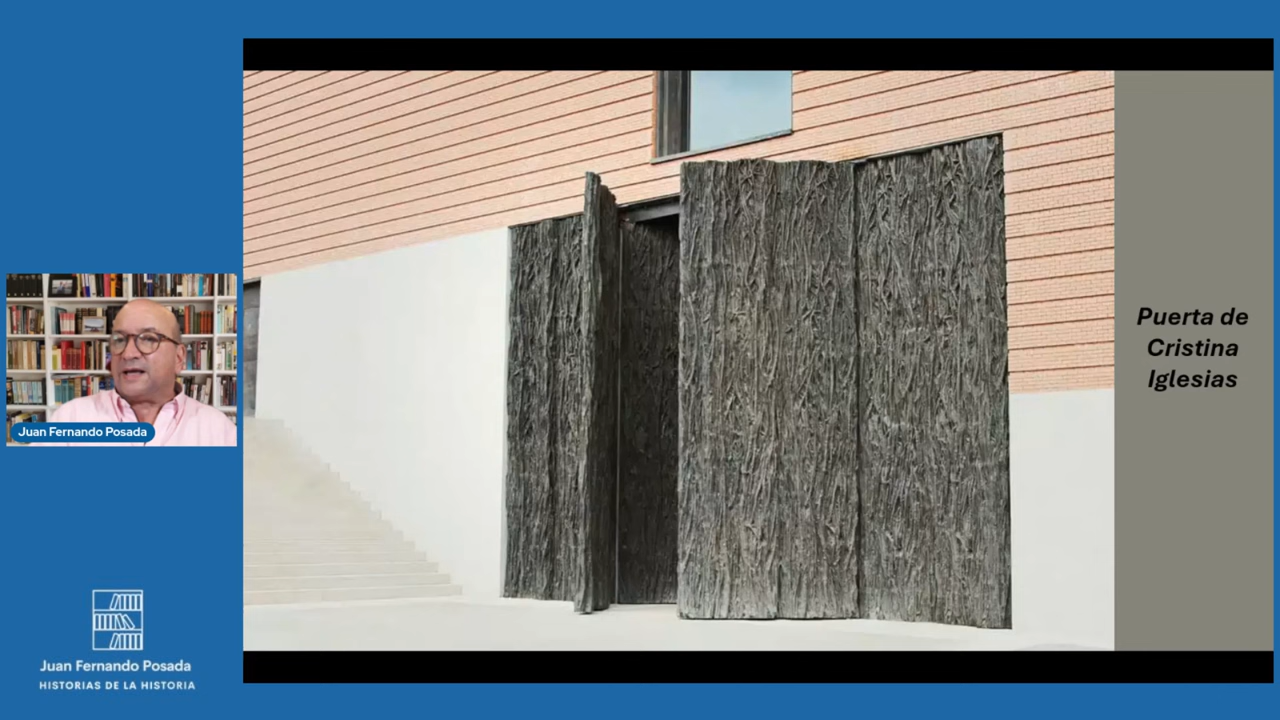 Puerta de
Cristina
Iglesias
Juan Fernando Posada
Juan Fernando Posada
HISTORIAS DE LA HISTORIA